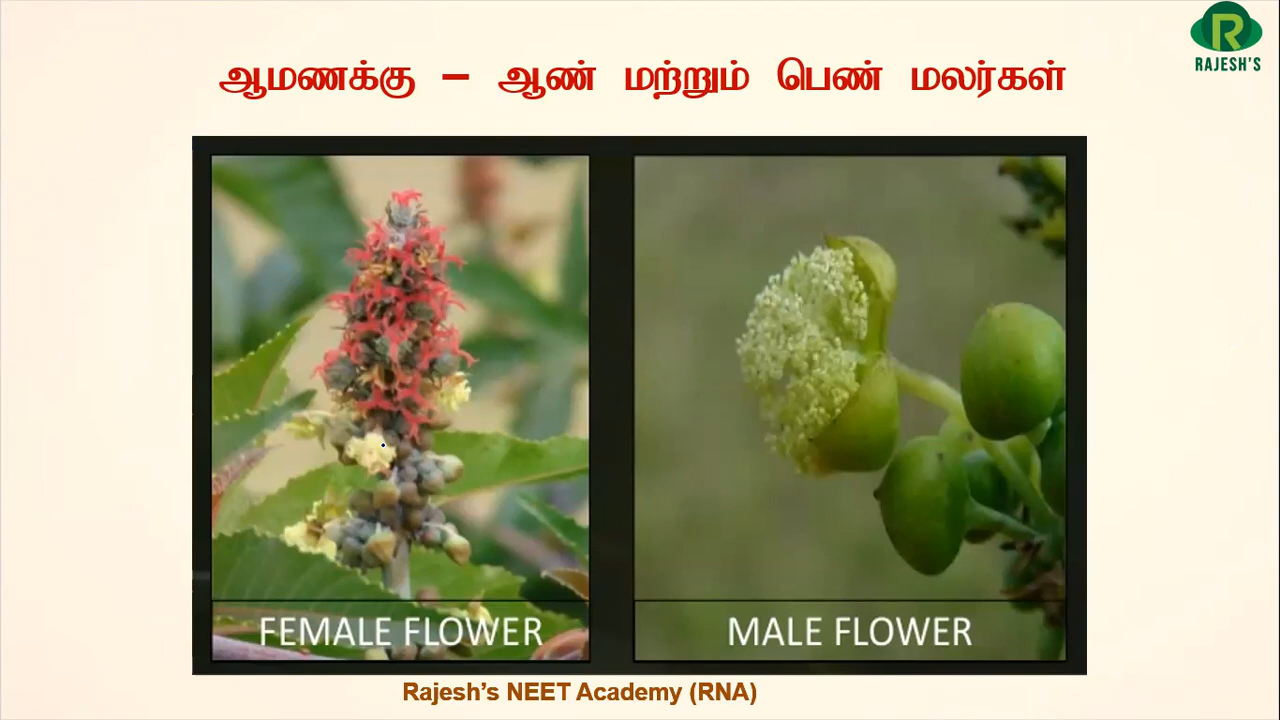 R
RAJESH'S
ஆமணக்கு – ஆண் மற்றும் பெண் மலர்கள்
FEMALE FLOWER
MALE FLOWER
Rajesh's NEET Academy (RNA)